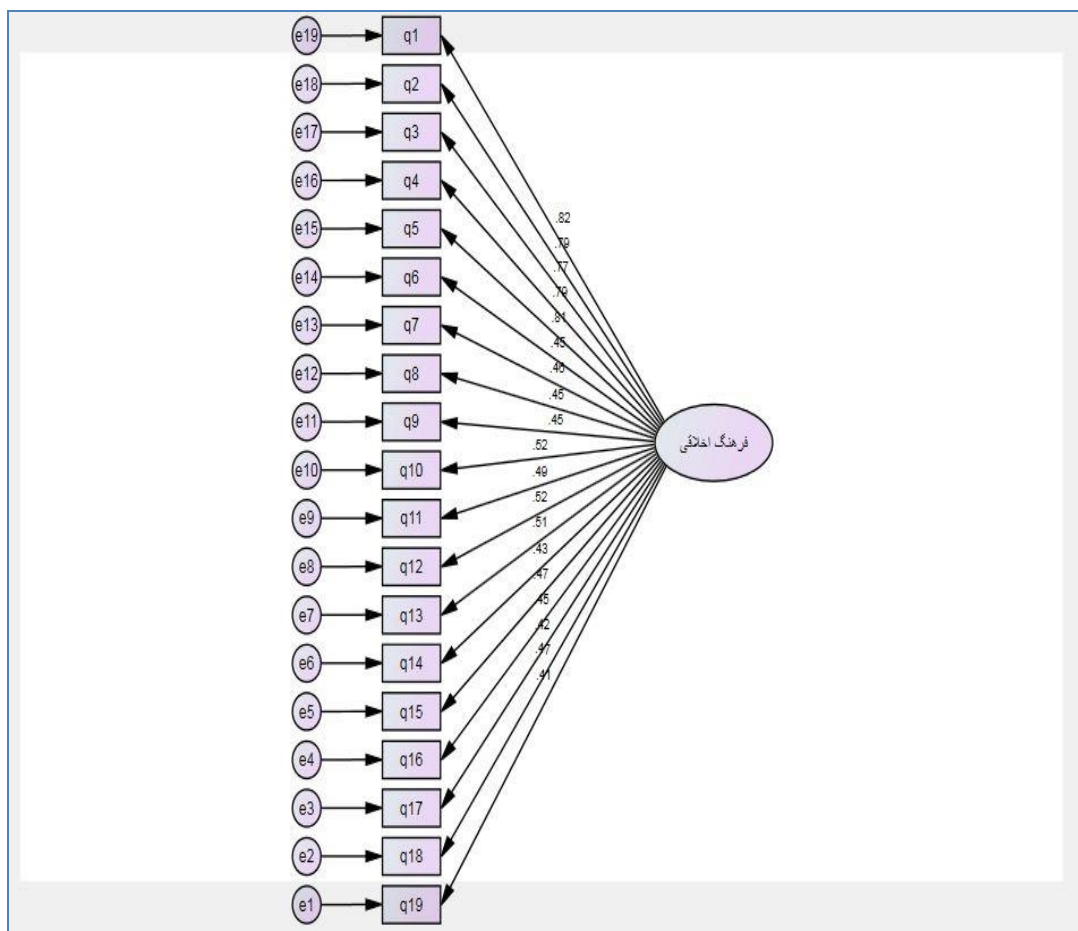 e19 q1
e18 q2
e17 q3
e16 q4
.82
e15 q5
.79
.77
e14 q6
.79
.81
e13 q7
.45
.46
e12 q8
.45
e11 q9
.45
فرهنگ اخلاقی
.52
e10 q10
.49
.52
e9 q11
.51
.43
e8 q12
.47
.45
e7 q13
.42
.47
e6 q14
.41
e5 q15
e4 q16
e3 q17
e2 q18
e1 q19